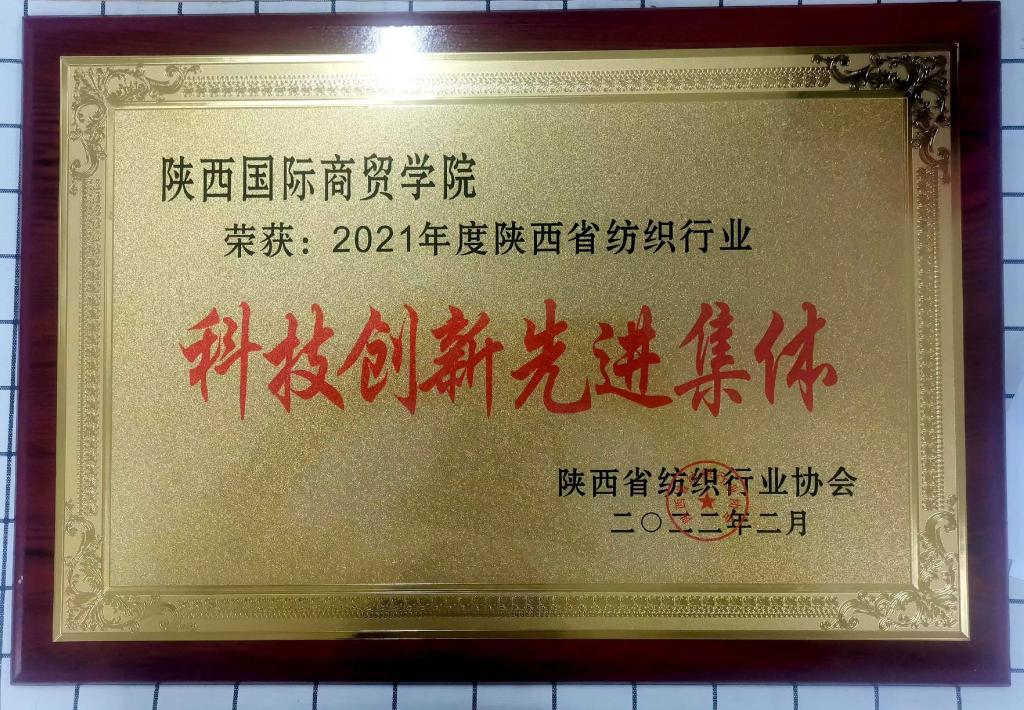 陕西国际商贸学院
荣获：2021年度陕西省纺织行业
科技创新先进集体
陕西省纺织行业协会
二〇二二年二月